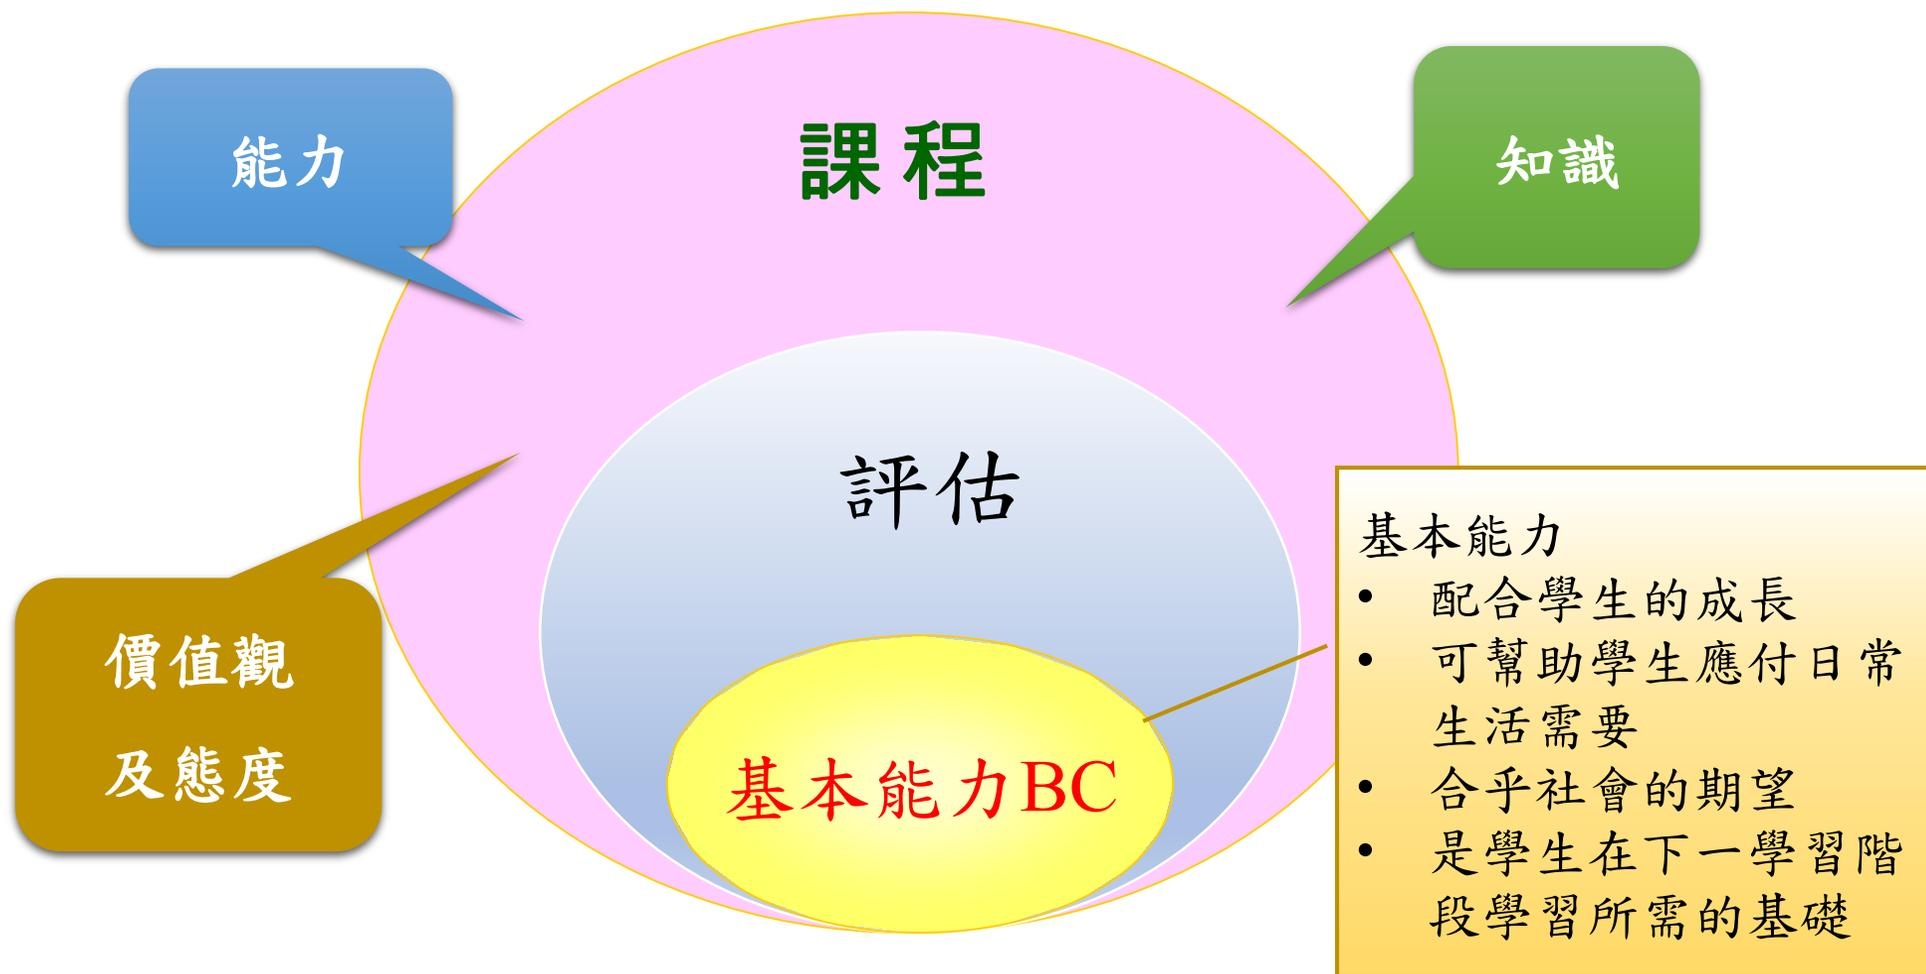 課程
能力
知識
評估
價值觀
及態度
基本能力BC
基本能力
• 配合學生的成長
• 可幫助學生應付日常
生活需要
• 合乎社會的期望
• 是學生在下一學習階
段學習所需的基礎